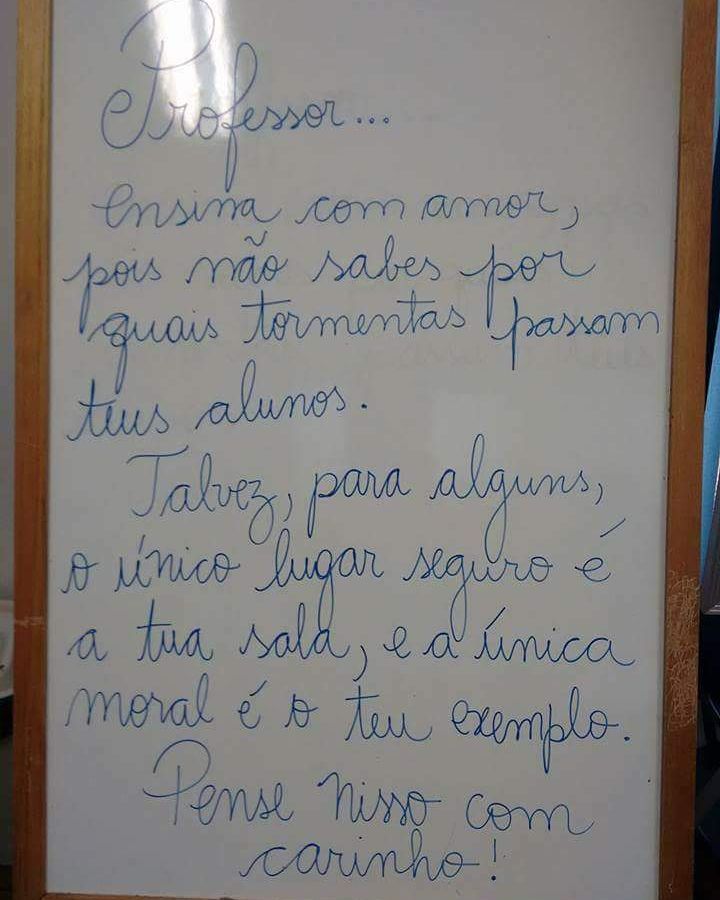 Professor...
ensina com amor,
pois não sabes por
quais tormentas passam
teus alunos.
Talvez, para alguns,
o único lugar seguro é
a tua sala, e a única
moral é o teu exemplo.
Pense nisso com
carinho!